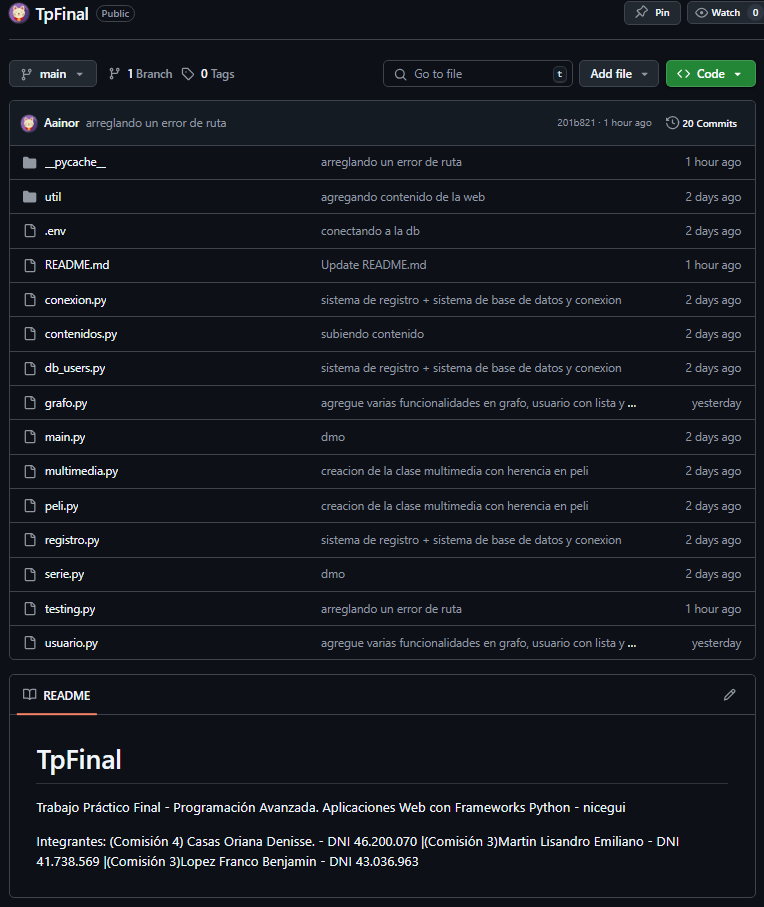 TpFinal Public Pin Watch 0
main 1 Branch 0 Tags Go to file t Add file Code
Aainor arreglando un error de ruta 201b821 · 1 hour ago 20 Commits
__pycache__ arreglando un error de ruta 1 hour ago
util agregando contenido de la web 2 days ago
.env conectando a la db 2 days ago
README.md Update README.md 1 hour ago
conexion.py sistema de registro + sistema de base de datos y conexion 2 days ago
contenidos.py subiendo contenido 2 days ago
db_users.py sistema de registro + sistema de base de datos y conexion 2 days ago
grafo.py agregue varias funcionalidades en grafo, usuario con lista y ... yesterday
main.py dmo 2 days ago
multimedia.py creacion de la clase multimedia con herencia en peli 2 days ago
peli.py creacion de la clase multimedia con herencia en peli 2 days ago
registro.py sistema de registro + sistema de base de datos y conexion 2 days ago
serie.py dmo 2 days ago
testing.py arreglando un error de ruta 1 hour ago
usuario.py agregue varias funcionalidades en grafo, usuario con lista y ... yesterday
README
TpFinal
Trabajo Práctico Final - Programación Avanzada. Aplicaciones Web con Frameworks Python - nicegui
Integrantes: (Comisión 4) Casas Oriana Denisse. - DNI 46.200.070 |(Comisión 3)Martin Lisandro Emiliano - DNI
41.738.569 |(Comisión 3)Lopez Franco Benjamin - DNI 43.036.963